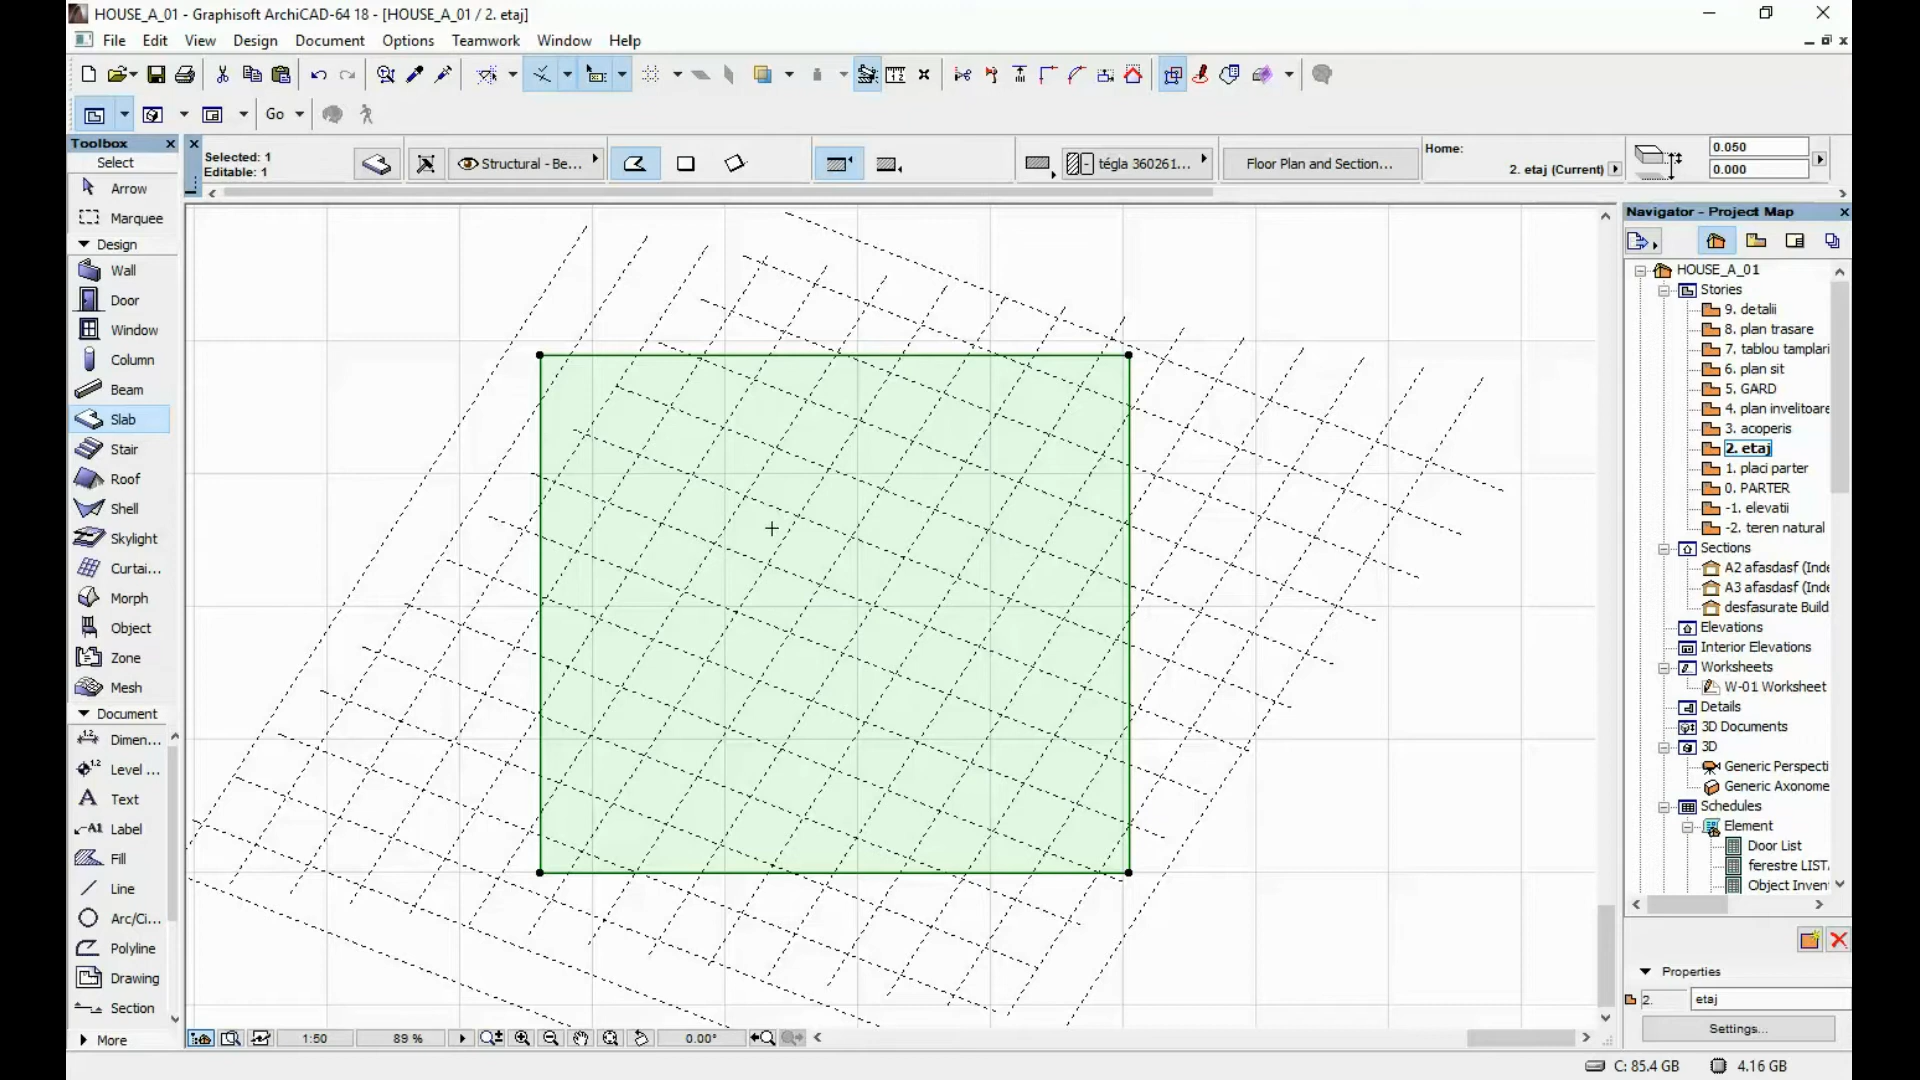 HOUSE_A_01 - Graphisoft ArchiCAD-64 18 - [HOUSE_A_01 / 2. etaj]
File Edit View Design Document Options Teamwork Window Help
Go
Toolbox
Select
Arrow
Marquee
Design
Wall
Door
Window
Column
Beam
Slab
Stair
Roof
Shell
Skylight
Curtai...
Morph
Object
Zone
Mesh
Document
Dimen...
Level ...
Text
Label
Fill
Line
Arc/Ci...
Polyline
Drawing
Section
More
Selected: 1
Editable: 1
Structural - Be...
tégla 360261...
Floor Plan and Section...
Home:
2. etaj (Current)
0.050
0.000
Navigator - Project Map
HOUSE_A_01
Stories
9. detalii
8. plan trasare
7. tablou tamplari
6. plan sit
5. GARD
4. plan invelitoare
3. acoperis
2. etaj
1. placi parter
0. PARTER
-1. elevatii
-2. teren natural
Sections
A2 afasdasf (Inde
A3 afasdasf (Inde
desfasurate Build
Elevations
Interior Elevations
Worksheets
W-01 Worksheet
Details
3D Documents
3D
Generic Perspecti
Generic Axonome
Schedules
Element
Door List
ferestre LIST
Object Inven
Properties
2. etaj
Settings...
1:50 89 % 0.00°
C: 85.4 GB 4.16 GB